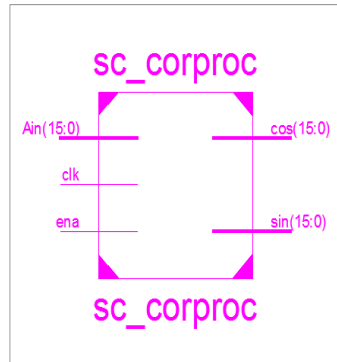 sc_corproc
Ain(15:0) cos(15:0)
clk
ena sin(15:0)
sc_corproc